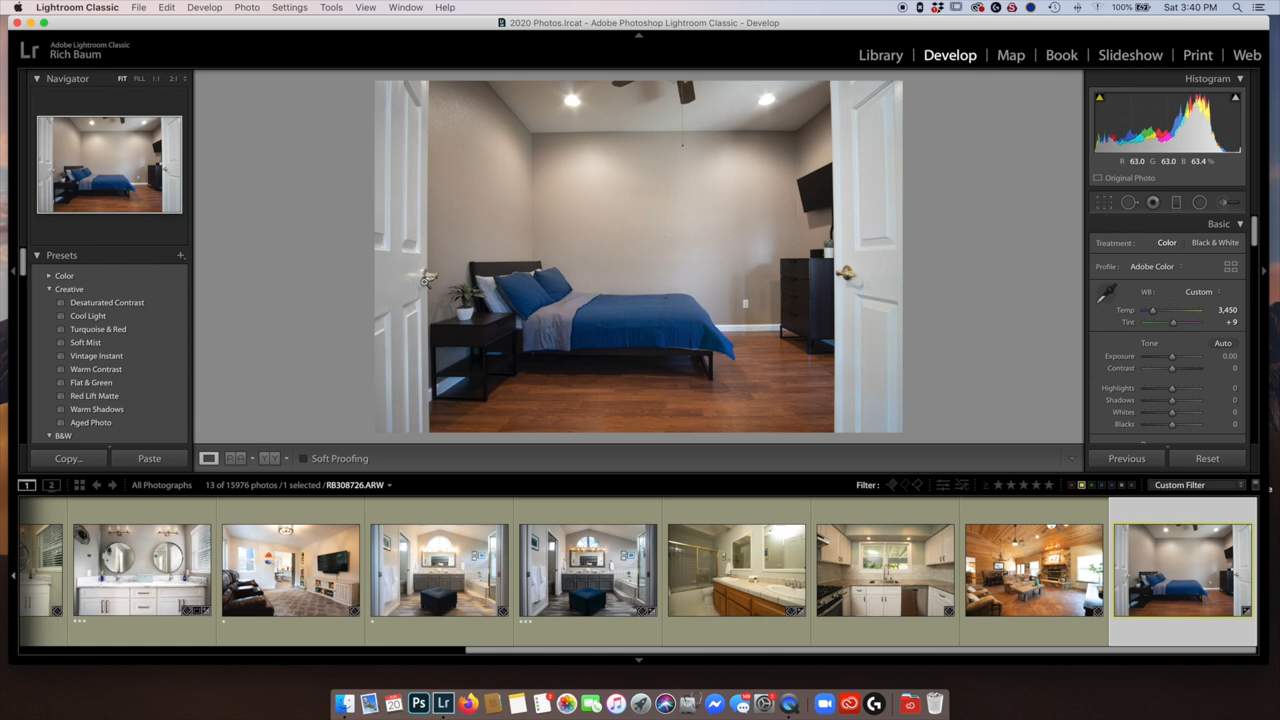 Lightroom Classic File Edit Develop Photo Settings Tools View Window Help 100% Sat 3:40 PM
2020 Photos.lrcat - Adobe Photoshop Lightroom Classic - Develop
Lr Adobe Lightroom Classic
Rich Baum
Library Develop Map Book Slideshow Print Web
Navigator FIT FILL 1:1 2:1
Histogram
R 63.0 G 63.0 B 63.4 %
Original Photo
Basic
Treatment: Color Black & White
Presets
Profile: Adobe Color
Color
Creative
Desaturated Contrast
Cool Light
Turquoise & Red
Soft Mist
Vintage Instant
Warm Contrast
Flat & Green
Red Lift Matte
Warm Shadows
Aged Photo
B&W
WB: Custom
Temp 3,450
Tint + 9
Tone Auto
Exposure 0.00
Contrast 0
Highlights 0
Shadows 0
Whites 0
Blacks 0
Copy... Paste
Soft Proofing
Previous Reset
1 2 All Photographs 13 of 15976 photos / 1 selected / RB308726.ARW
Filter: Custom Filter
JUN
20
Ps Lr